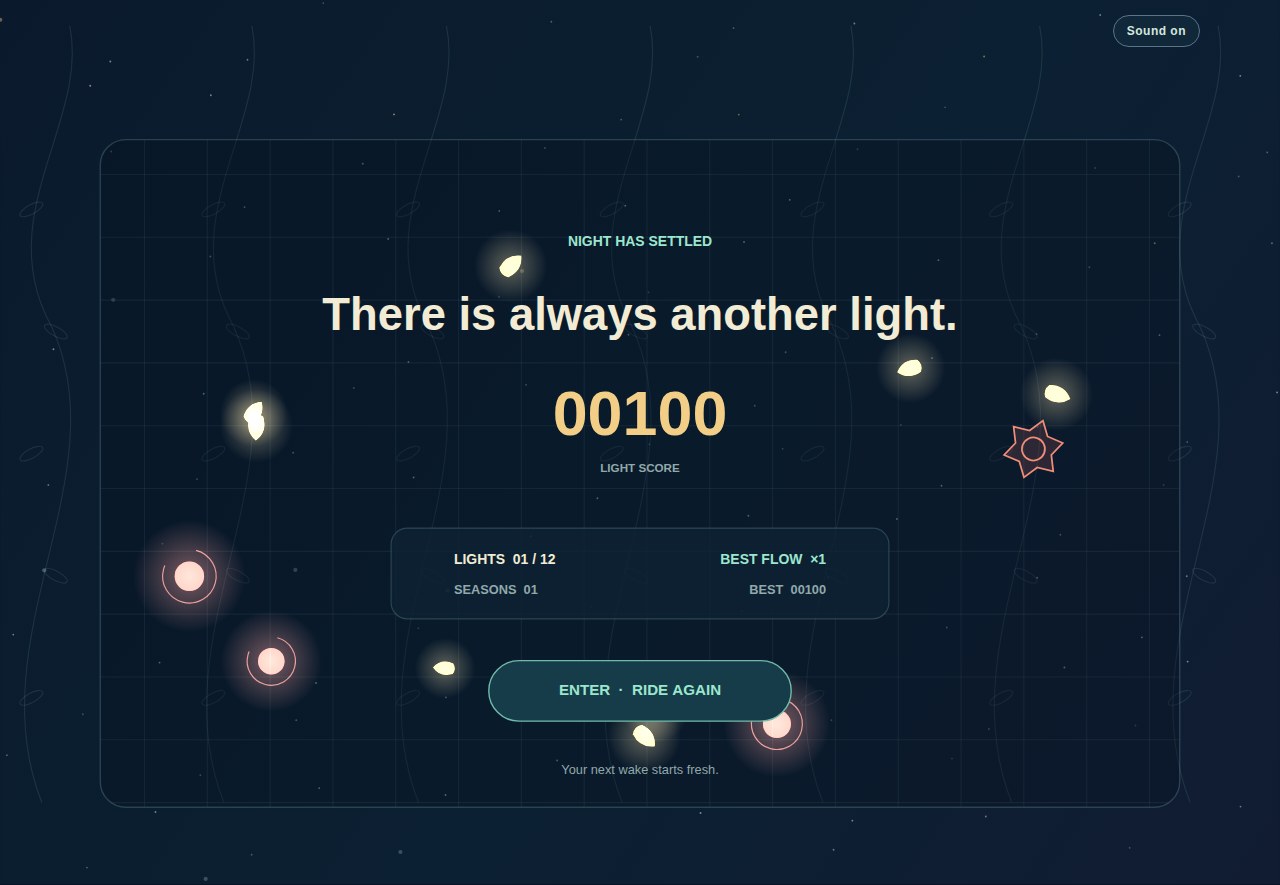 Sound on
NIGHT HAS SETTLED
There is always another light.
00100
LIGHT SCORE
LIGHTS 01 / 12
BEST FLOW ×1
SEASONS 01
BEST 00100
ENTER · RIDE AGAIN
Your next wake starts fresh.